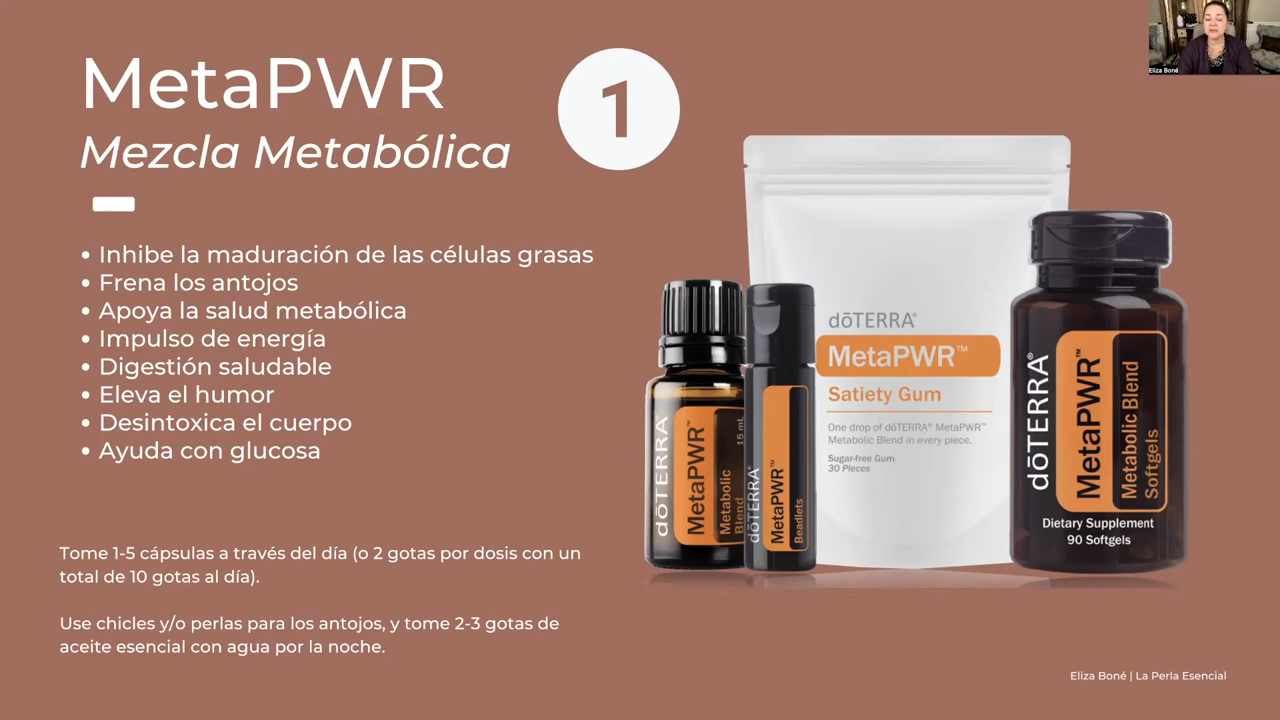 MetaPWR
Mezcla Metabólica
1
• Inhibe la maduración de las células grasas
• Frena los antojos
• Apoya la salud metabólica
• Impulso de energía
• Digestión saludable
• Eleva el humor
• Desintoxica el cuerpo
• Ayuda con glucosa
Tome 1-5 cápsulas a través del día (o 2 gotas por dosis con un
total de 10 gotas al día).
Use chicles y/o perlas para los antojos, y tome 2-3 gotas de
aceite esencial con agua por la noche.
dōTERRA
MetaPWR™
Metabolic
Blend
15 mL
dōTERRA®
MetaPWR™
Beadlets
dōTERRA®
MetaPWR™
Satiety Gum
One drop of dōTERRA® MetaPWR™
Metabolic Blend in every piece.
Sugar-free Gum
30 Pieces
dōTERRA®
MetaPWR™
Metabolic Blend
Softgels
Dietary Supplement
90 Softgels
Eliza Boné
Eliza Boné | La Perla Esencial